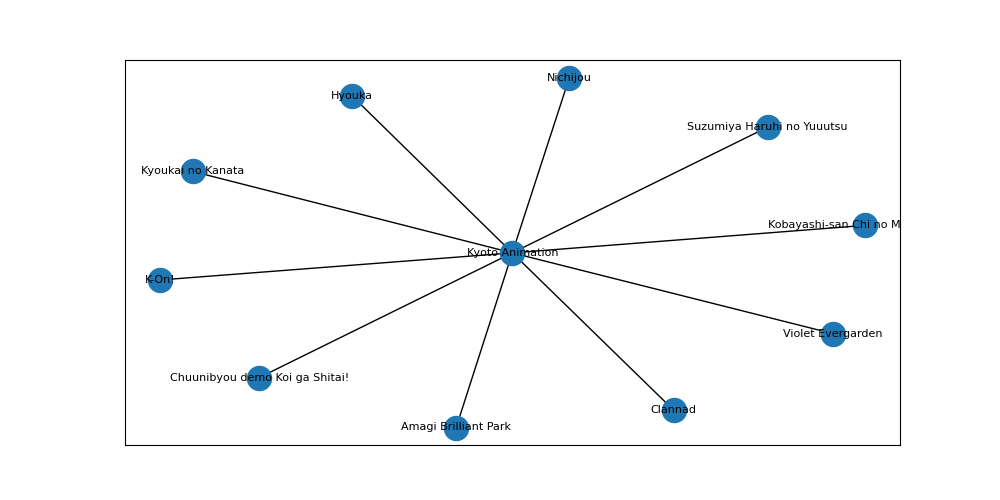 Nichijou
Hyouka
Suzumiya Haruhi no Yuuutsu
Kyoukai no Kanata
Kobayashi-san Chi no M
Kyoto Animation
K-On!
Violet Evergarden
Chuunibyou demo Koi ga Shitai!
Clannad
Amagi Brilliant Park